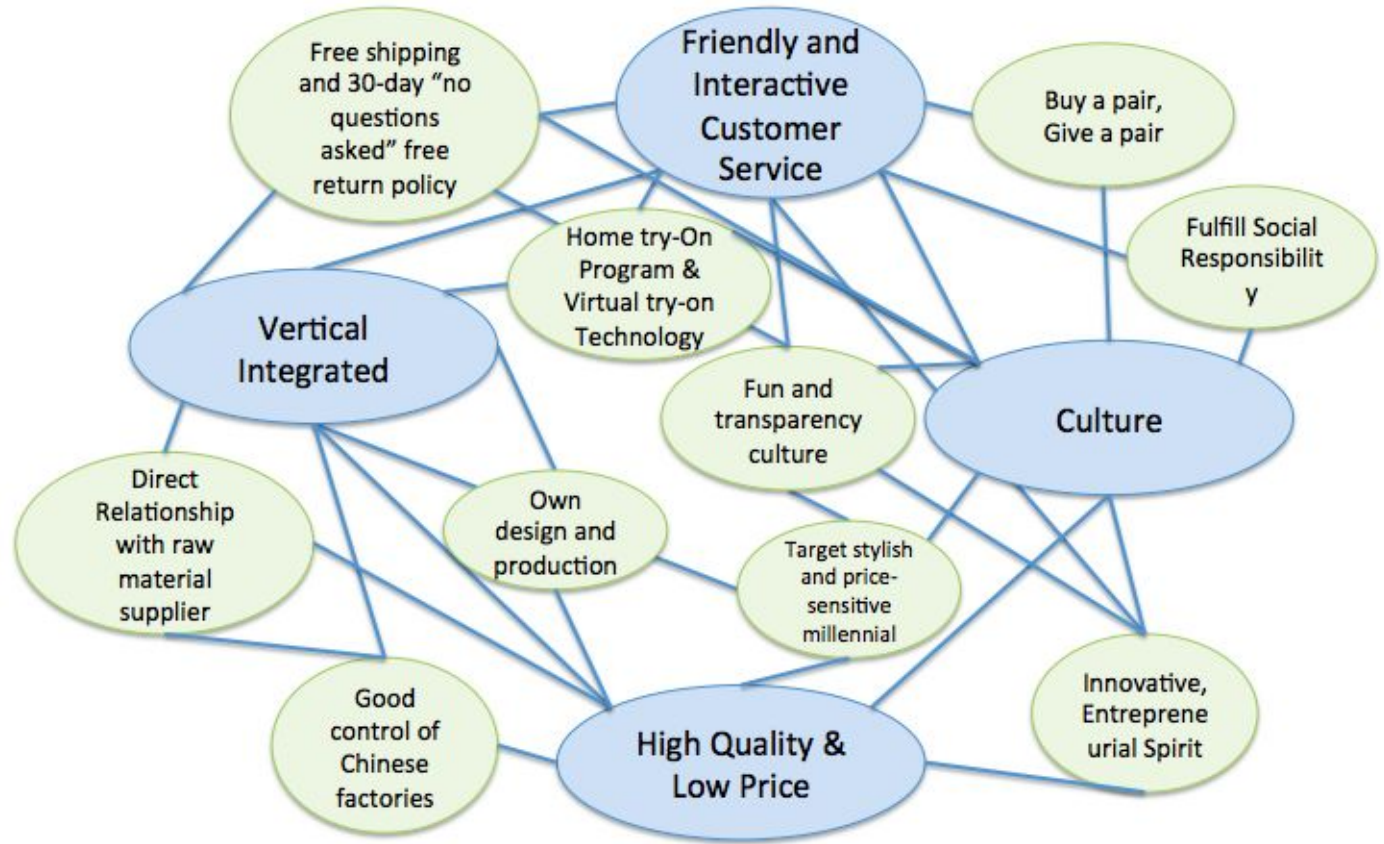 Free shipping
and 30-day “no
questions
asked” free
return policy
Friendly and
Interactive
Customer
Service
Buy a pair,
Give a pair
Fulfill Social
Responsibilit
y
Home try-On
Program &
Virtual try-on
Technology
Vertical
Integrated
Fun and
transparency
culture
Culture
Direct
Relationship
with raw
material
supplier
Own
design and
production
Target stylish
and price-
sensitive
millennial
Good
control of
Chinese
factories
High Quality &
Low Price
Innovative,
Entreprene
urial Spirit